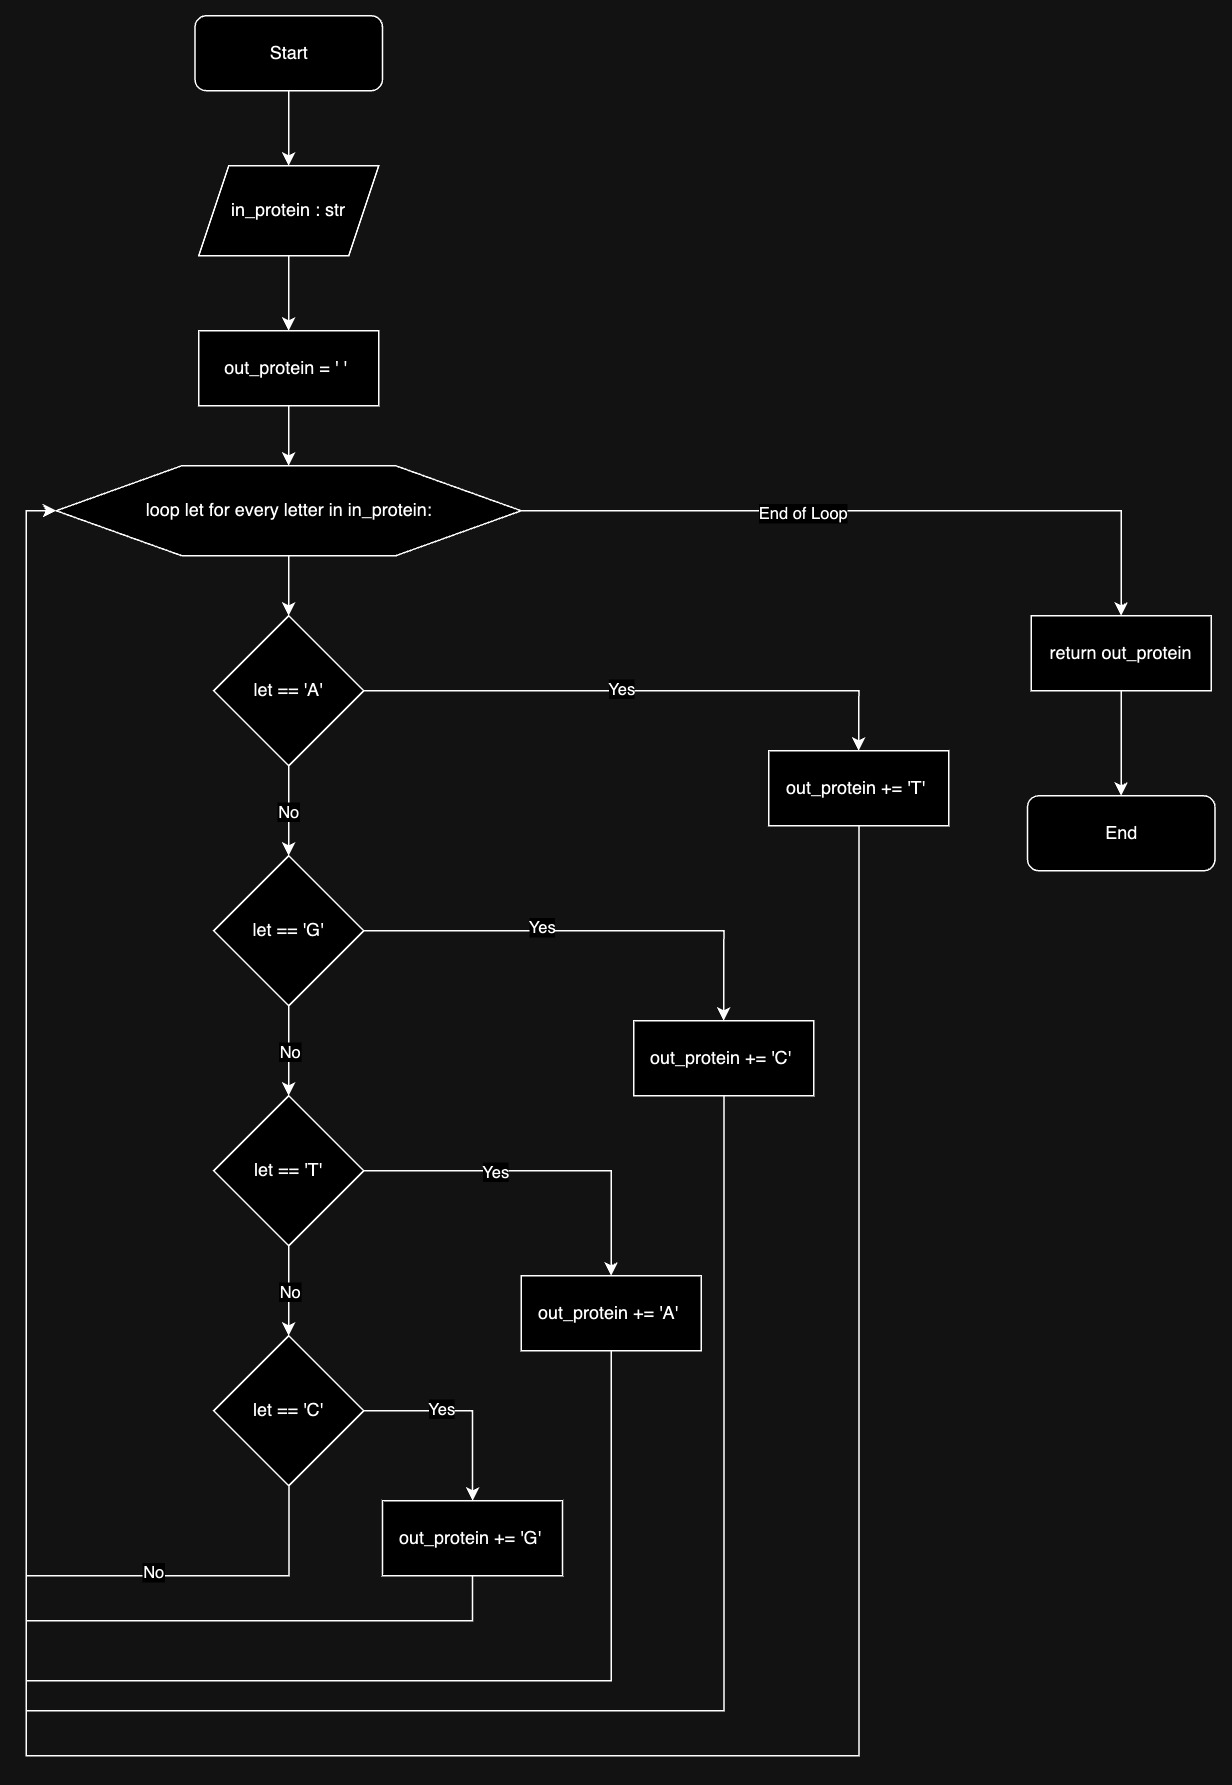 Start
in_protein : str
out_protein = ' '
loop let for every letter in in_protein:
End of Loop
return out_protein
End
let == 'A'
Yes
out_protein += 'T'
No
let == 'G'
Yes
out_protein += 'C'
No
let == 'T'
Yes
out_protein += 'A'
No
let == 'C'
Yes
out_protein += 'G'
No